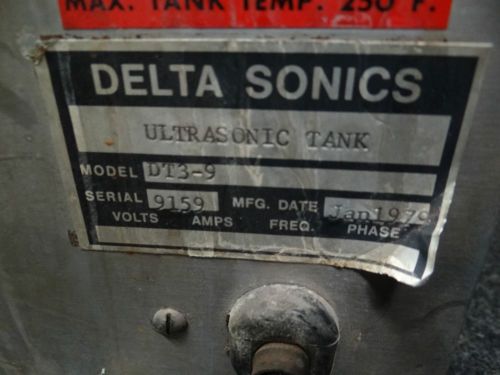 MAX. TANK TEMP. 250 F.
DELTA SONICS
ULTRASONIC TANK
MODEL DT3-9
SERIAL 9159 MFG. DATE Jan1979
VOLTS AMPS FREQ. PHASE